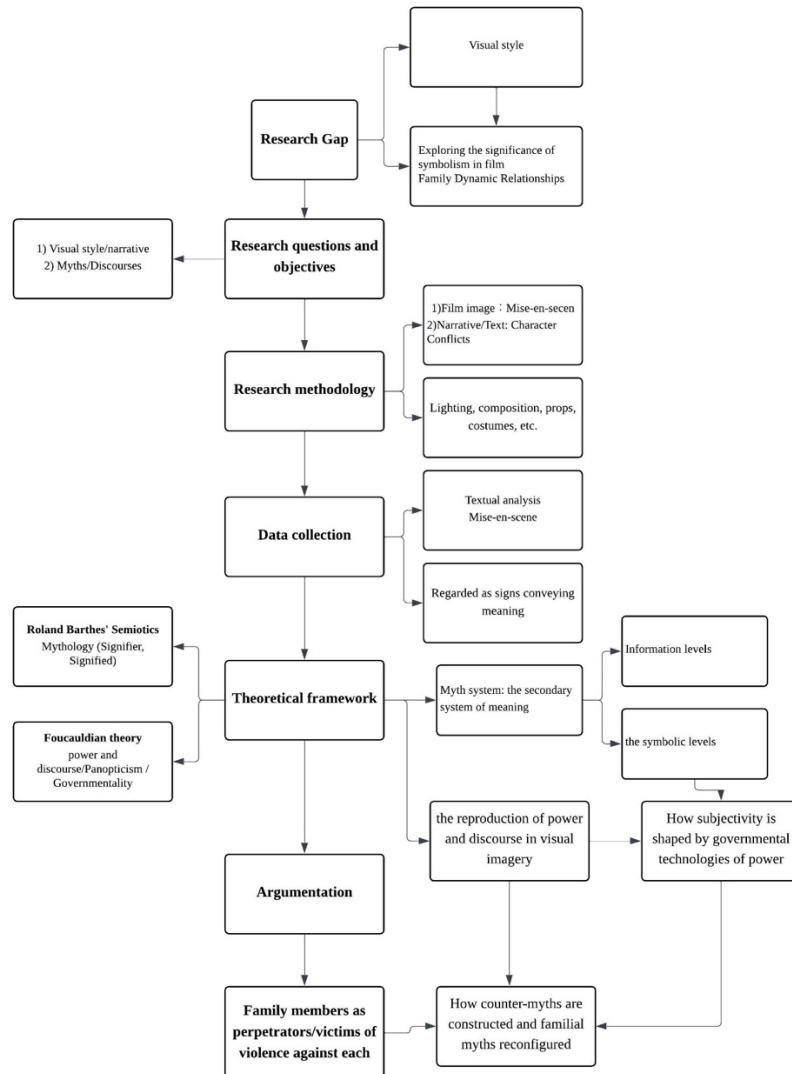 Visual style
Research Gap
Exploring the significance of
symbolism in film
Family Dynamic Relationships
1) Visual style/narrative
2) Myths/Discourses
Research questions and
objectives
1)Film image：Mise-en-secen
2)Narrative/Text: Character
Conflicts
Research methodology
Lighting, composition, props,
costumes, etc.
Textual analysis
Mise-en-scene
Data collection
Regarded as signs conveying
meaning
Roland Barthes' Semiotics
Mythology (Signifier,
Signified)
Information levels
Theoretical framework
Myth system: the secondary
system of meaning
Foucauldian theory
power and
discourse/Panopticism /
Governmentality
the symbolic levels
the reproduction of power
and discourse in visual
imagery
How subjectivity is
shaped by governmental
technologies of power
Argumentation
Family members as
perpetrators/victims of
violence against each
How counter-myths are
constructed and familial
myths reconfigured